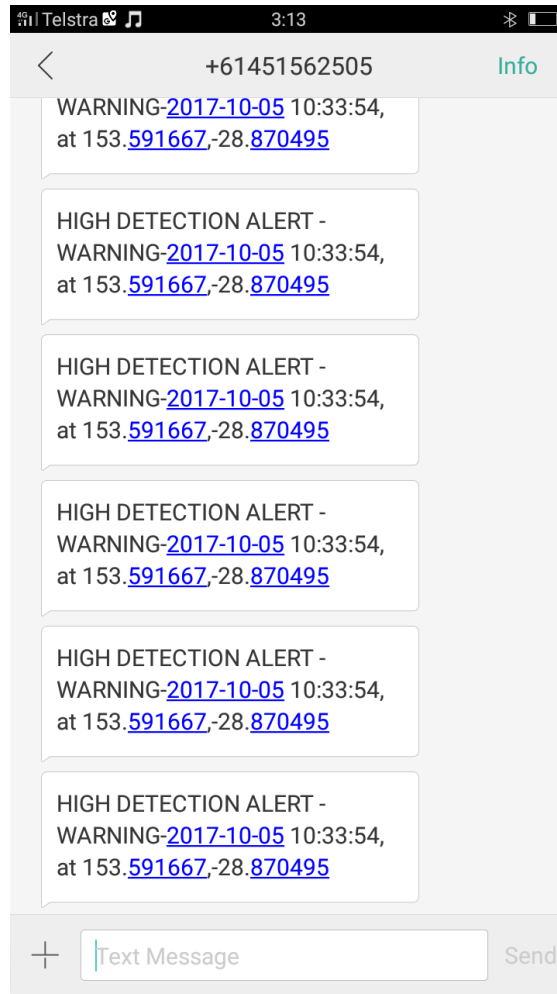 4G Telstra 3:13
+61451562505 Info
WARNING-2017-10-05 10:33:54,
at 153.591667,-28.870495
HIGH DETECTION ALERT -
WARNING-2017-10-05 10:33:54,
at 153.591667,-28.870495
HIGH DETECTION ALERT -
WARNING-2017-10-05 10:33:54,
at 153.591667,-28.870495
HIGH DETECTION ALERT -
WARNING-2017-10-05 10:33:54,
at 153.591667,-28.870495
HIGH DETECTION ALERT -
WARNING-2017-10-05 10:33:54,
at 153.591667,-28.870495
HIGH DETECTION ALERT -
WARNING-2017-10-05 10:33:54,
at 153.591667,-28.870495
Text Message Send